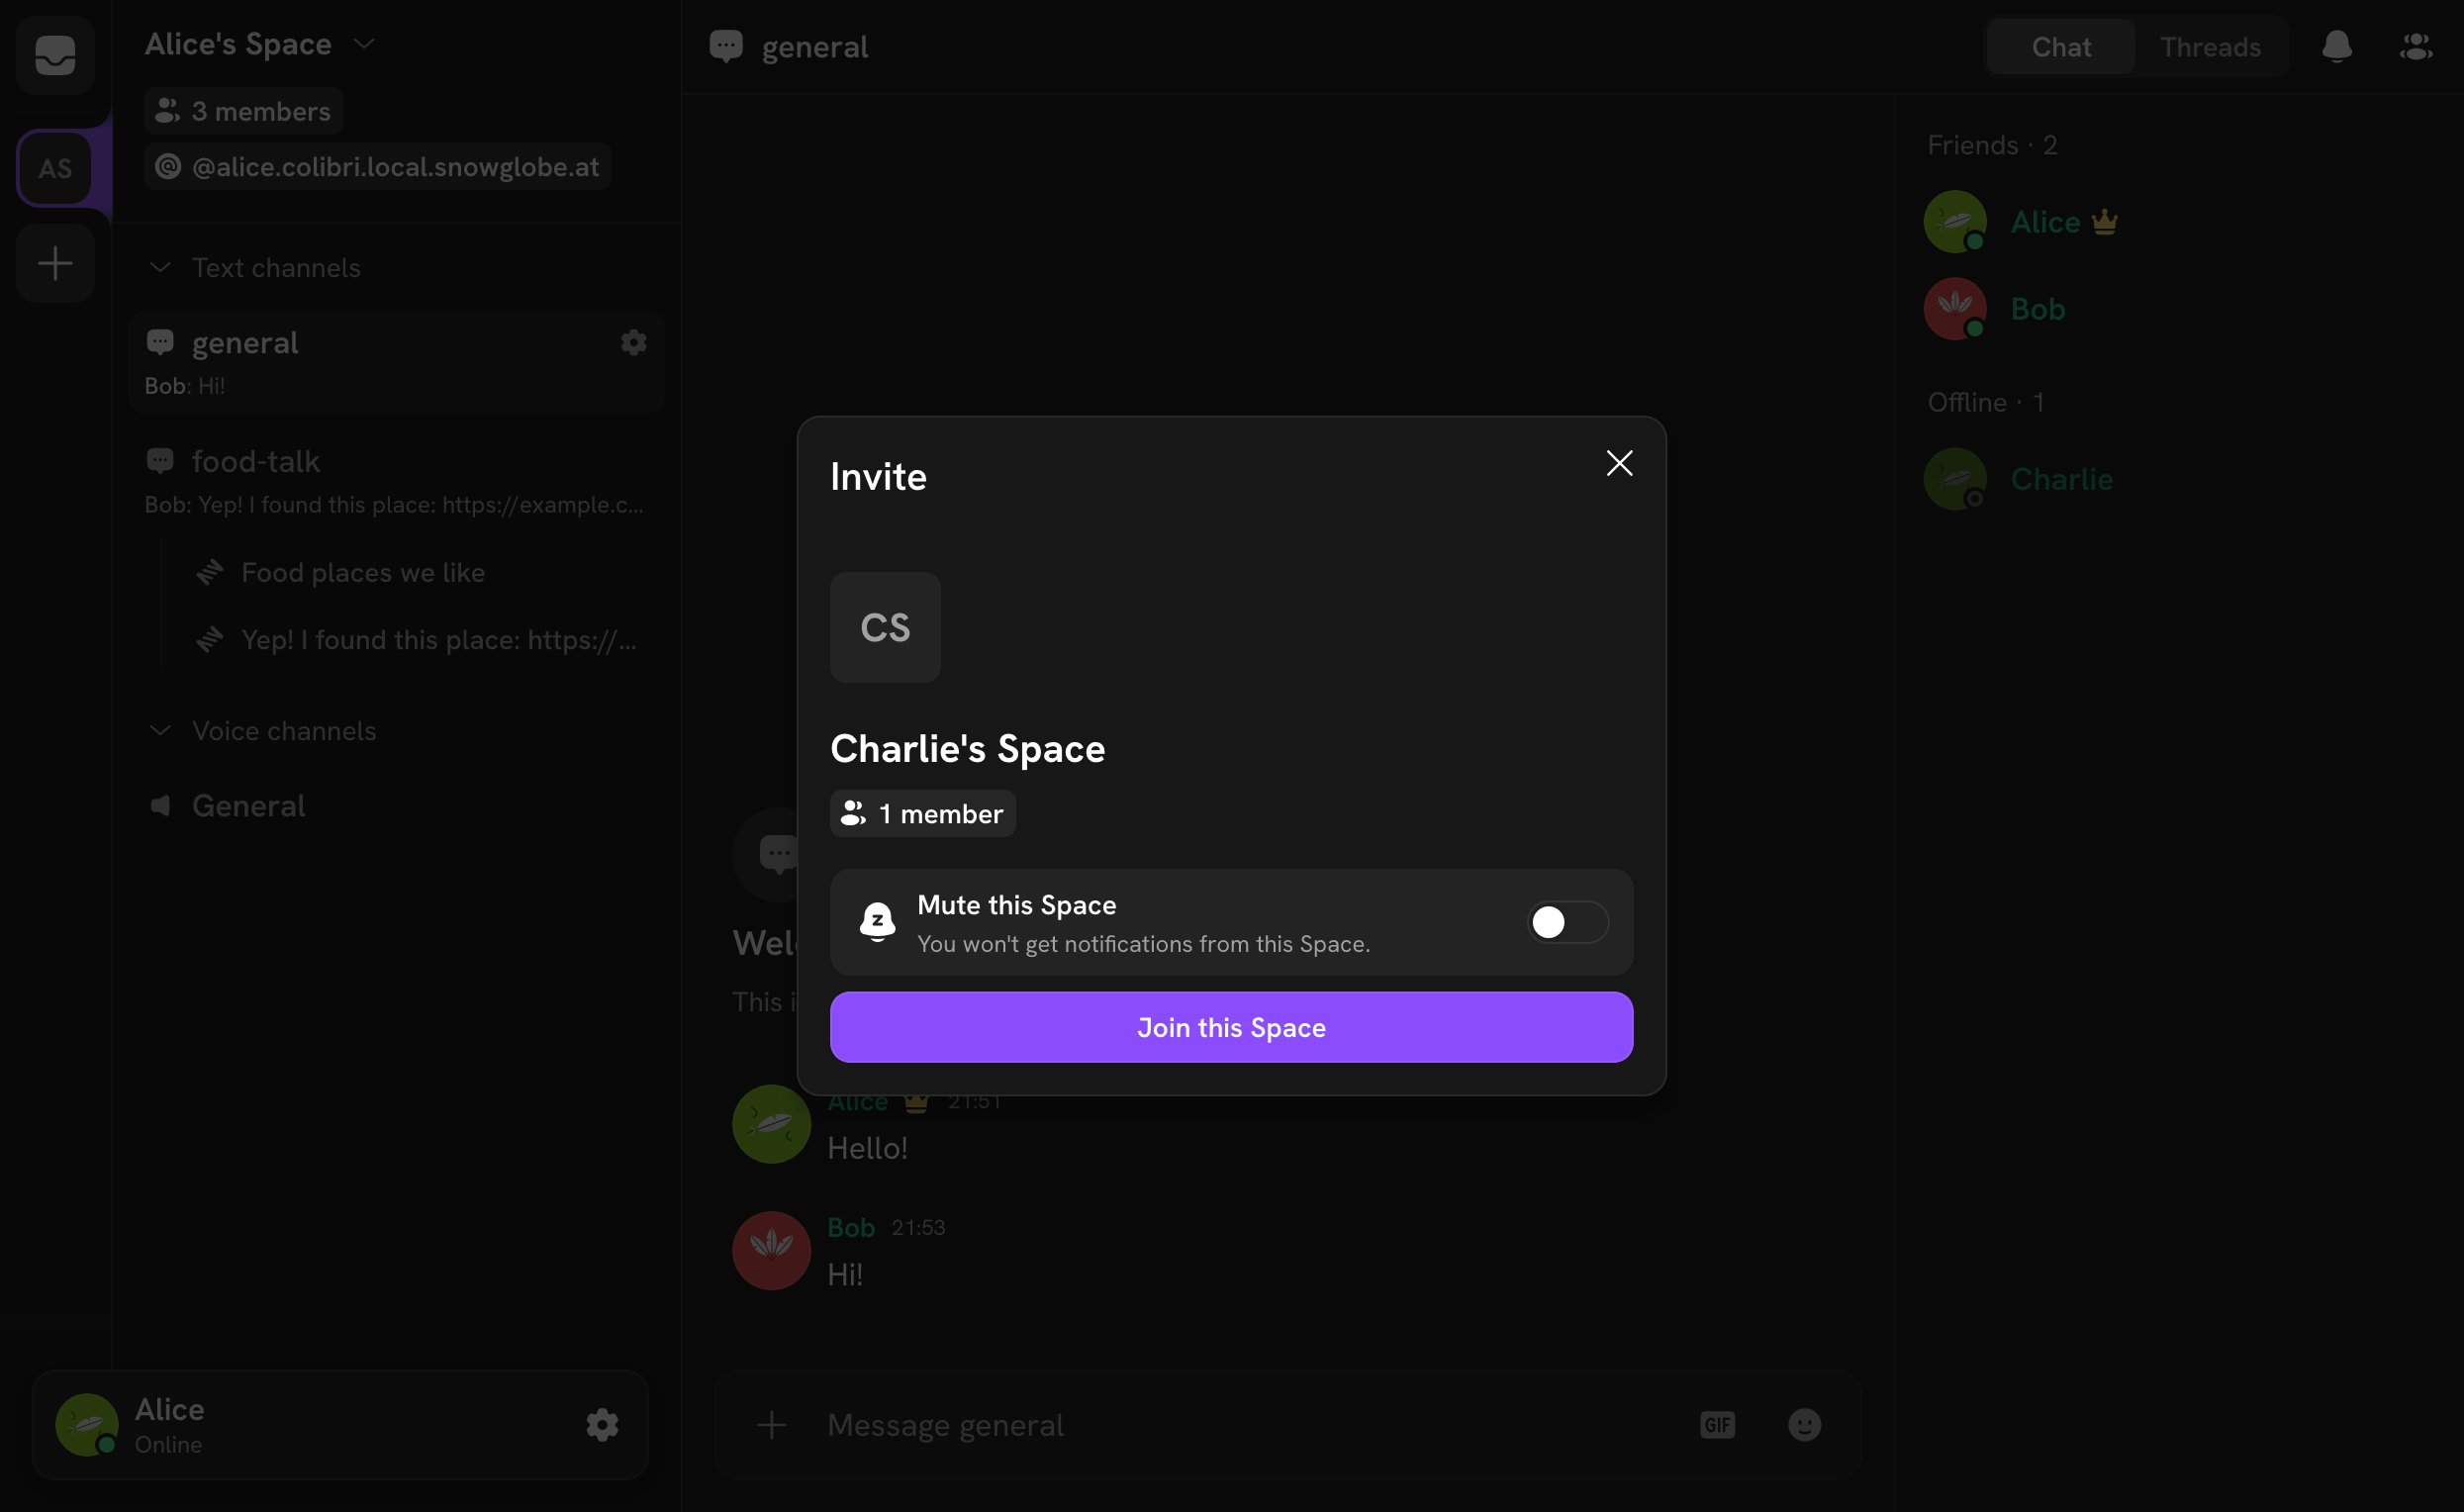 Alice's Space
3 members
@alice.colibri.local.snowglobe.at
AS
Text channels
general
Bob: Hi!
food-talk
Bob: Yep! I found this place: https://example.c...
Food places we like
Yep! I found this place: https://...
Voice channels
General
Alice
Online
general
Chat
Threads
Wel
This i
Alice 21:51
Hello!
Bob 21:53
Hi!
Message general
GIF
Invite
CS
Charlie's Space
1 member
Mute this Space
You won't get notifications from this Space.
Join this Space
Friends · 2
Alice
Bob
Offline · 1
Charlie